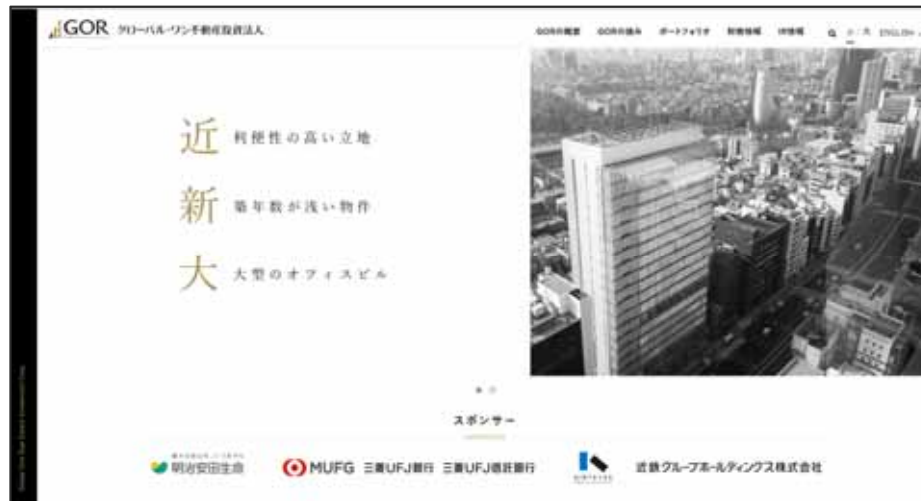 GOR グローバル・ワン不動産投資法人
GORの概要 GORの強み ポートフォリオ 財務情報 IR情報 小 大 ENGLISH
近 利便性の高い立地
新 築年数が浅い物件
大 大型のオフィスビル
スポンサー
明治安田生命
MUFG 三菱UFJ銀行 三菱UFJ信託銀行
KINTETSU
近鉄グループホールディングス株式会社